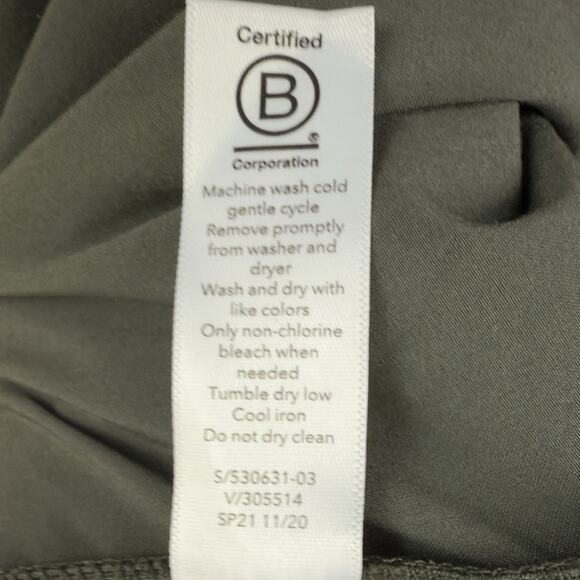 Certified
B
®
Corporation
Machine wash cold
gentle cycle
Remove promptly
from washer and
dryer
Wash and dry with
like colors
Only non-chlorine
bleach when
needed
Tumble dry low
Cool iron
Do not dry clean
S/530631-03
V/305514
SP21 11/20